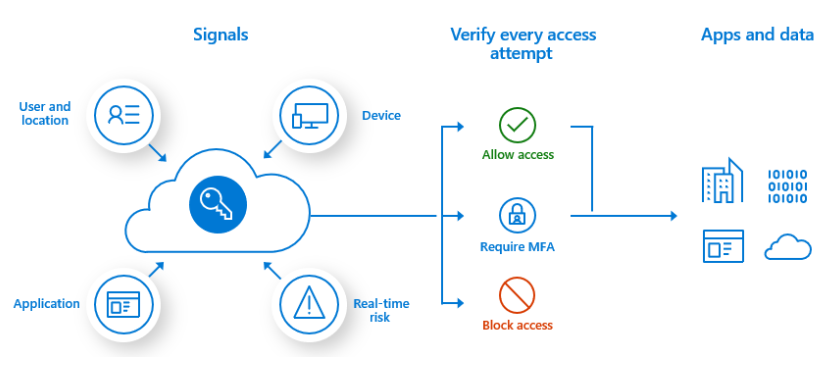 Signals
Verify every access
attempt
Apps and data
User and
location
Device
Allow access
101010
010101
101010
Require MFA
Application
Real-time
risk
Block access